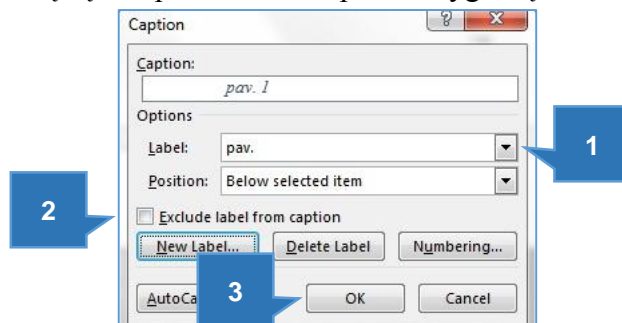 Caption
Caption:
pav. 1
Options
Label: pav.
1
Position: Below selected item
2
Exclude label from caption
New Label... Delete Label Numbering...
3
OK Cancel